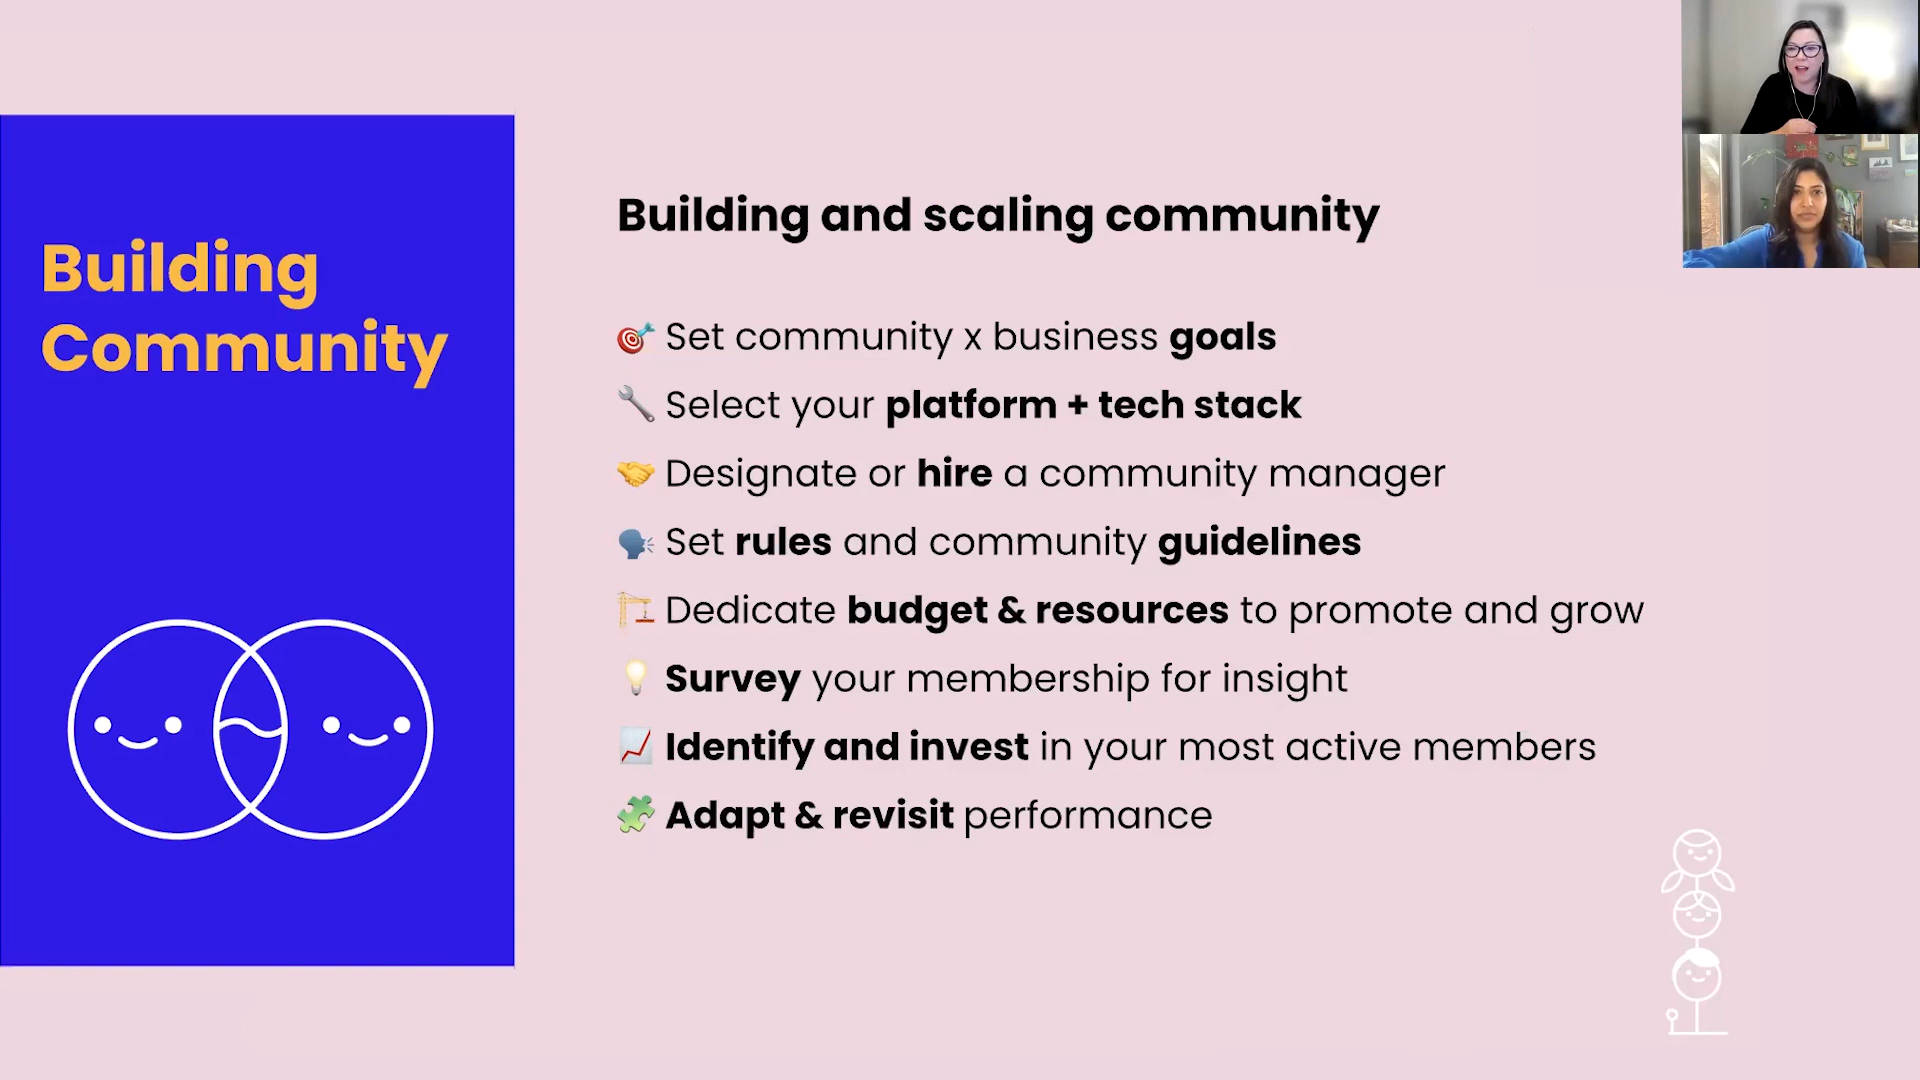 Building
Community
Building and scaling community
Set community x business goals
Select your platform + tech stack
Designate or hire a community manager
Set rules and community guidelines
Dedicate budget & resources to promote and grow
Survey your membership for insight
Identify and invest in your most active members
Adapt & revisit performance